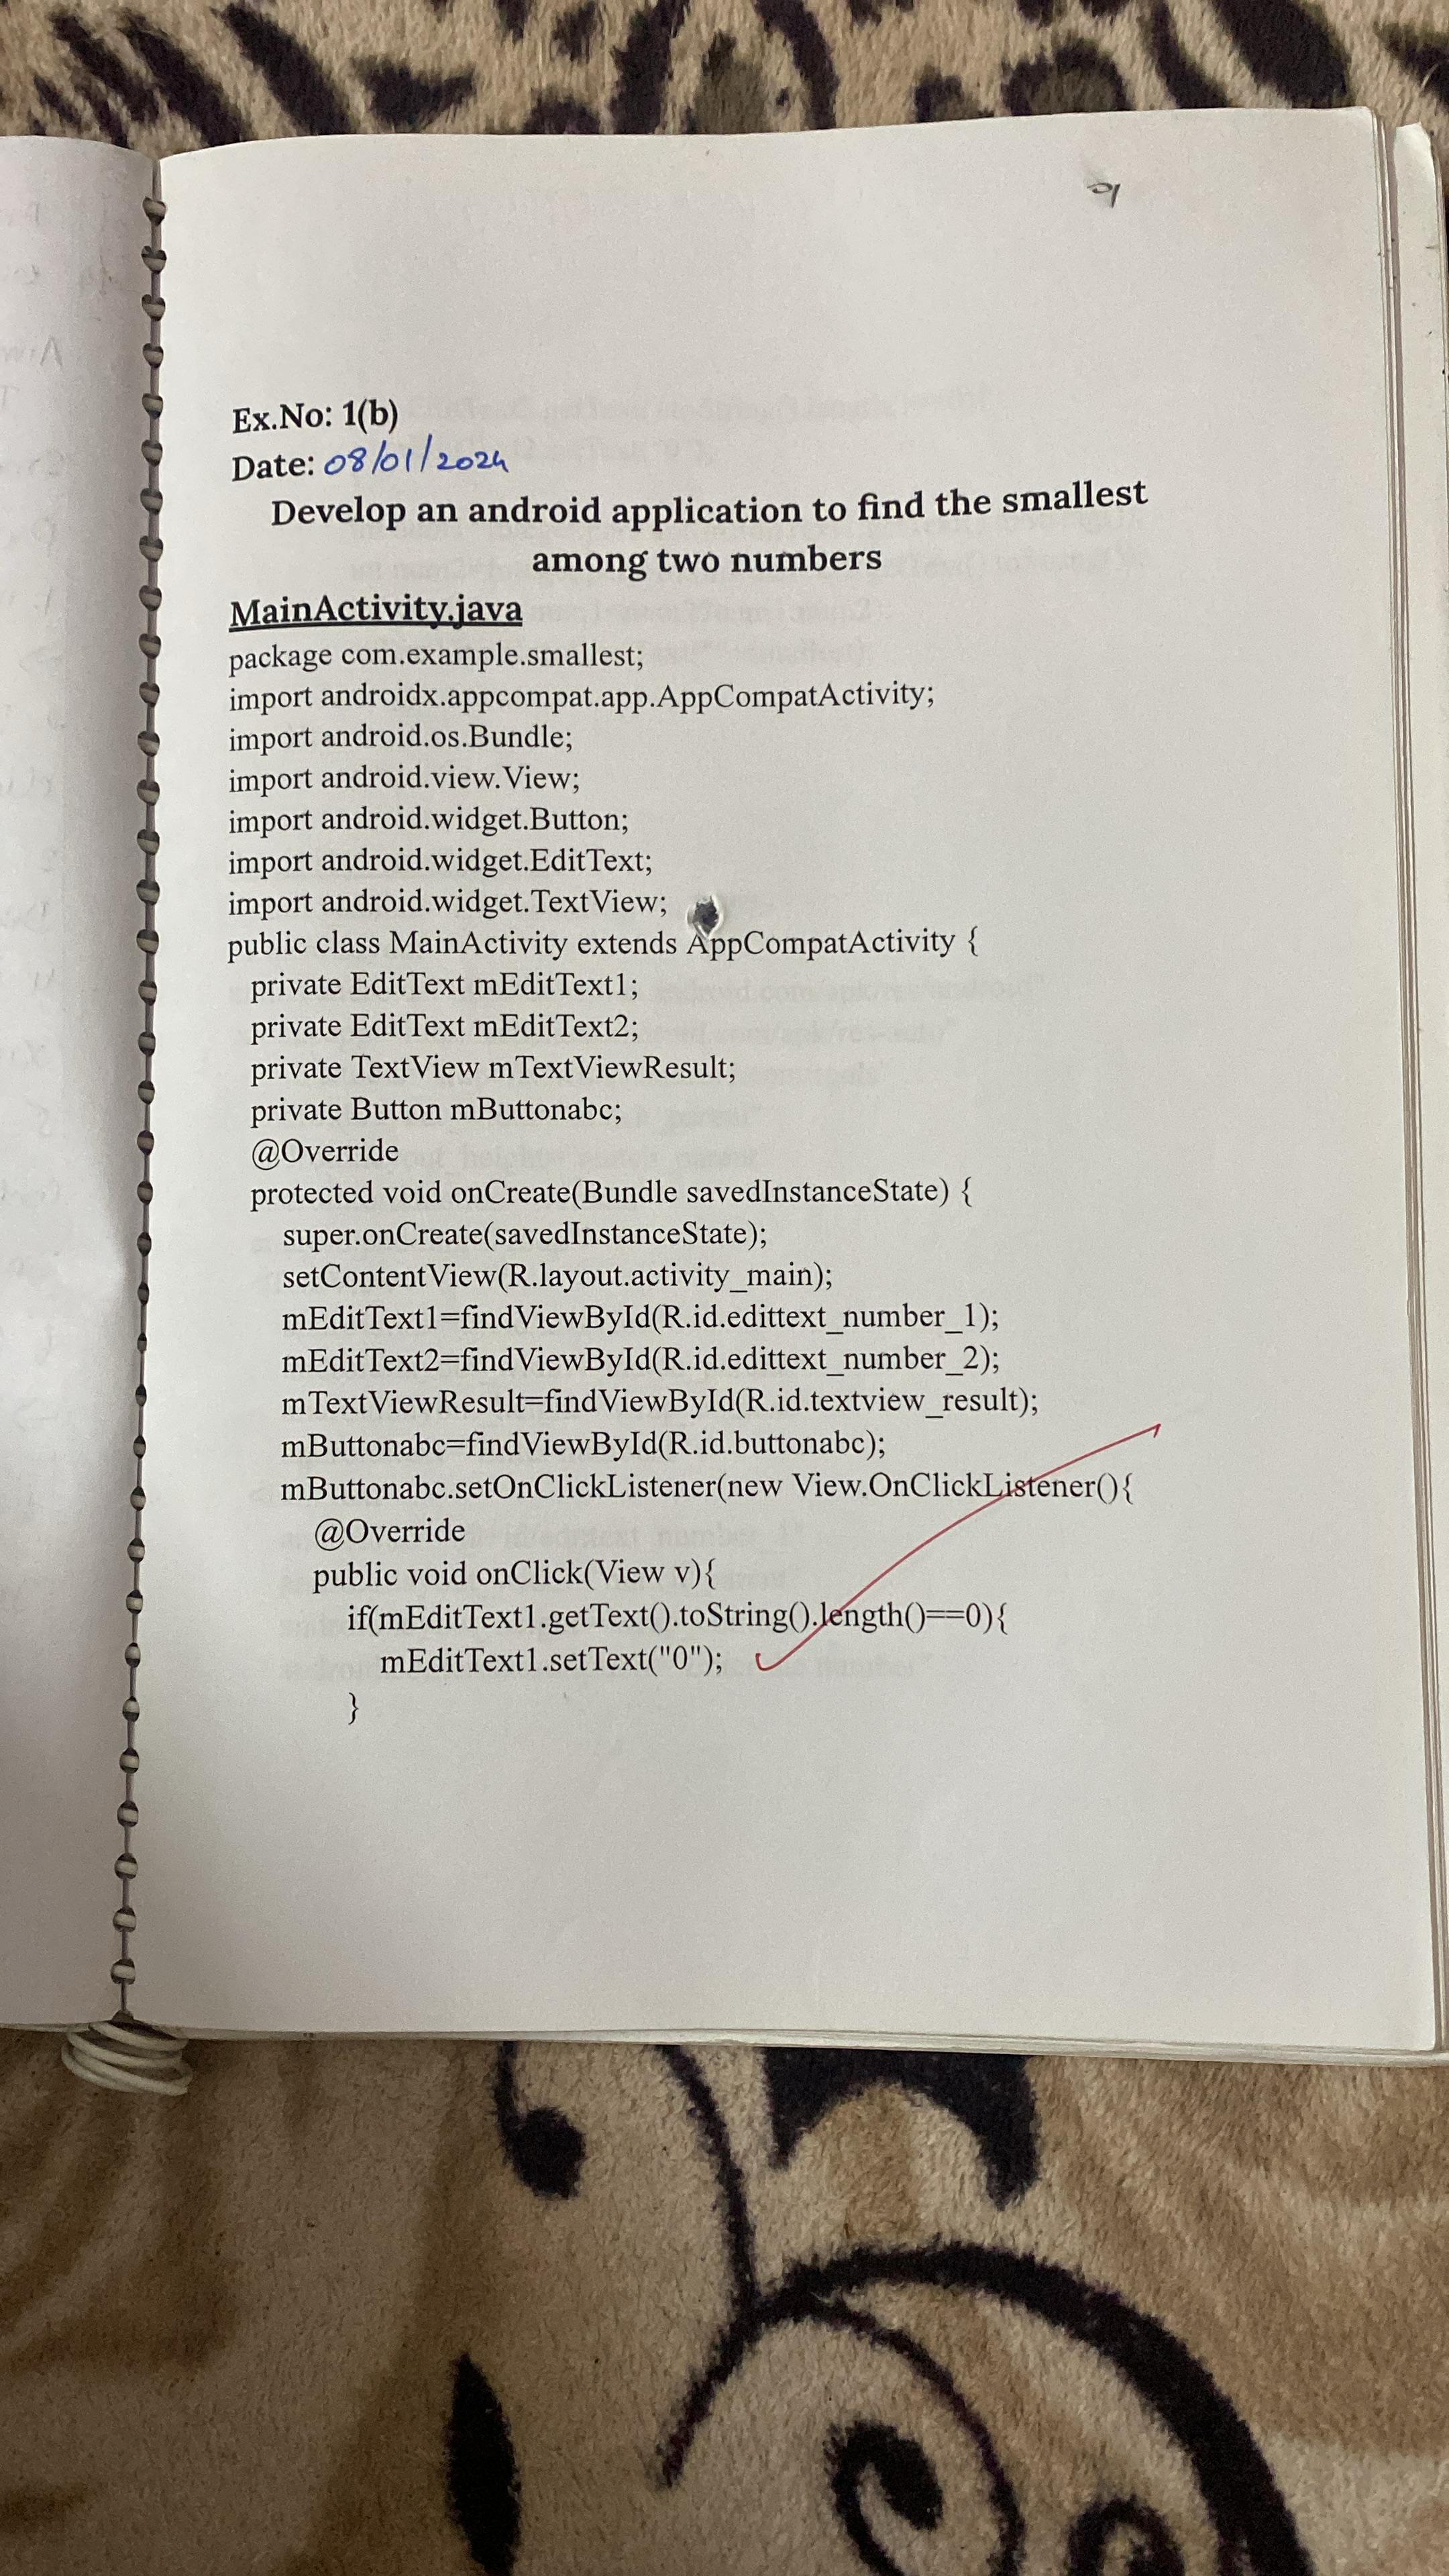 Ex.No: 1(b)
Date: 08/01/2024
Develop an android application to find the smallest
among two numbers
MainActivity.java
package com.example.smallest;
import androidx.appcompat.app.AppCompatActivity;
import android.os.Bundle;
import android.view.View;
import android.widget.Button;
import android.widget.EditText;
import android.widget.TextView;
public class MainActivity extends AppCompatActivity {
private EditText mEditText1;
private EditText mEditText2;
private TextView mTextViewResult;
private Button mButtonabc;
@Override
protected void onCreate(Bundle savedInstanceState) {
super.onCreate(savedInstanceState);
setContentView(R.layout.activity_main);
mEditText1=findViewById(R.id.edittext_number_1);
mEditText2=findViewById(R.id.edittext_number_2);
mTextViewResult=findViewById(R.id.textview_result);
mButtonabc=findViewById(R.id.buttonabc);
mButtonabc.setOnClickListener(new View.OnClickListener(){
@Override
public void onClick(View v){
if(mEditText1.getText().toString().length()==0){
mEditText1.setText("0");
}